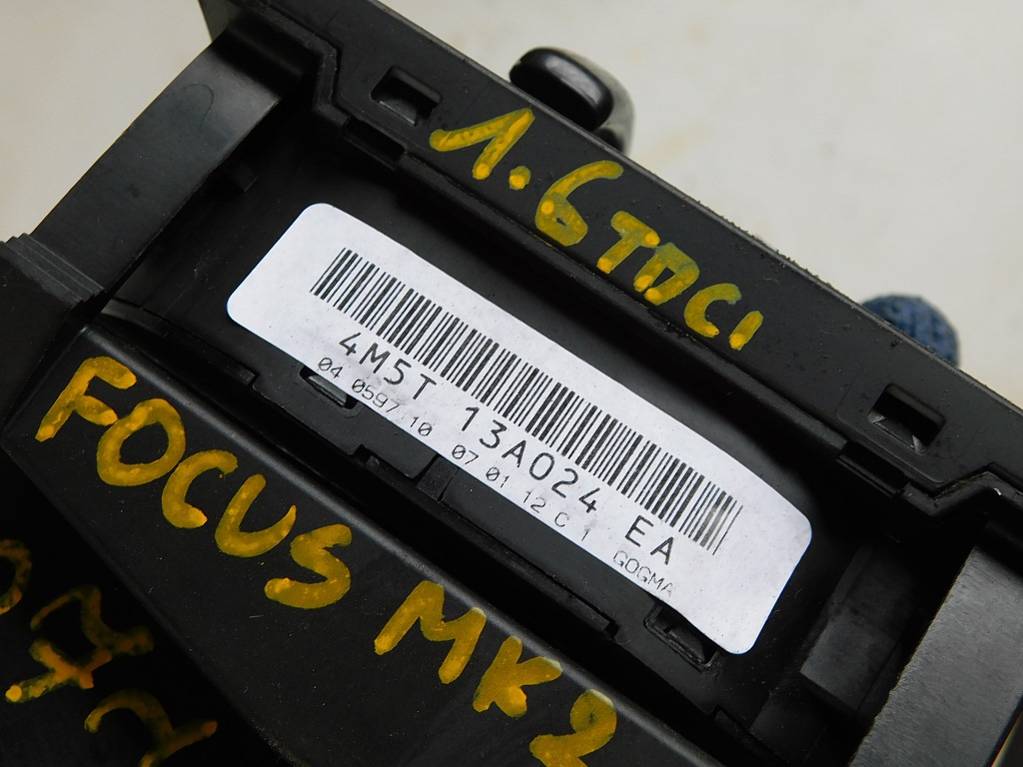 1.6TDCI
4M5T 13A024 EA
04 0597 10 07 01 12 C 1 GOGMA
FOCUS MK2